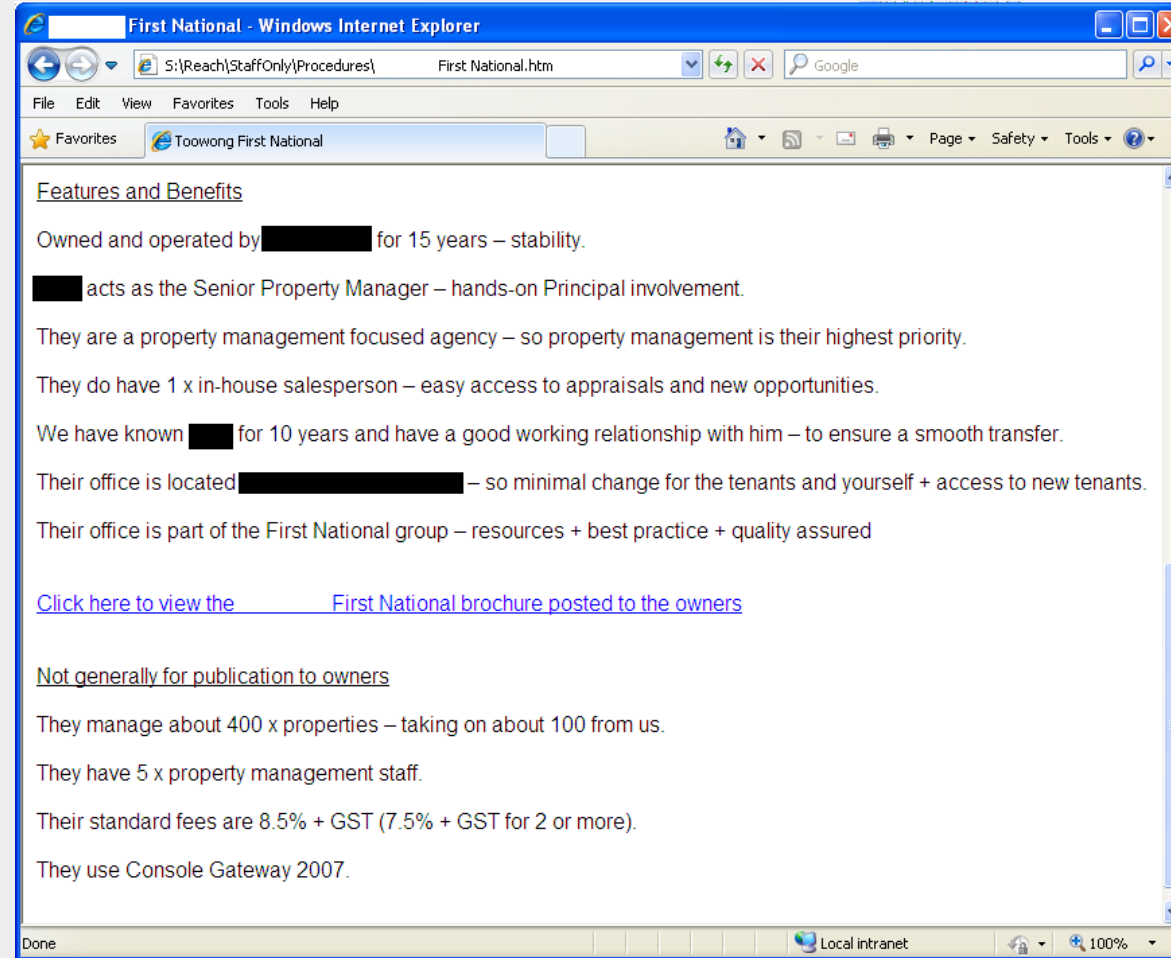 First National - Windows Internet Explorer
S:\Reach\StaffOnly\Procedures\ First National.htm Google
File Edit View Favorites Tools Help
Favorites Toowong First National Page Safety Tools
Features and Benefits
Owned and operated by for 15 years – stability.
acts as the Senior Property Manager – hands-on Principal involvement.
They are a property management focused agency – so property management is their highest priority.
They do have 1 x in-house salesperson – easy access to appraisals and new opportunities.
We have known for 10 years and have a good working relationship with him – to ensure a smooth transfer.
Their office is located – so minimal change for the tenants and yourself + access to new tenants.
Their office is part of the First National group – resources + best practice + quality assured
Click here to view the First National brochure posted to the owners
Not generally for publication to owners
They manage about 400 x properties – taking on about 100 from us.
They have 5 x property management staff.
Their standard fees are 8.5% + GST (7.5% + GST for 2 or more).
They use Console Gateway 2007.
Done Local intranet 100%